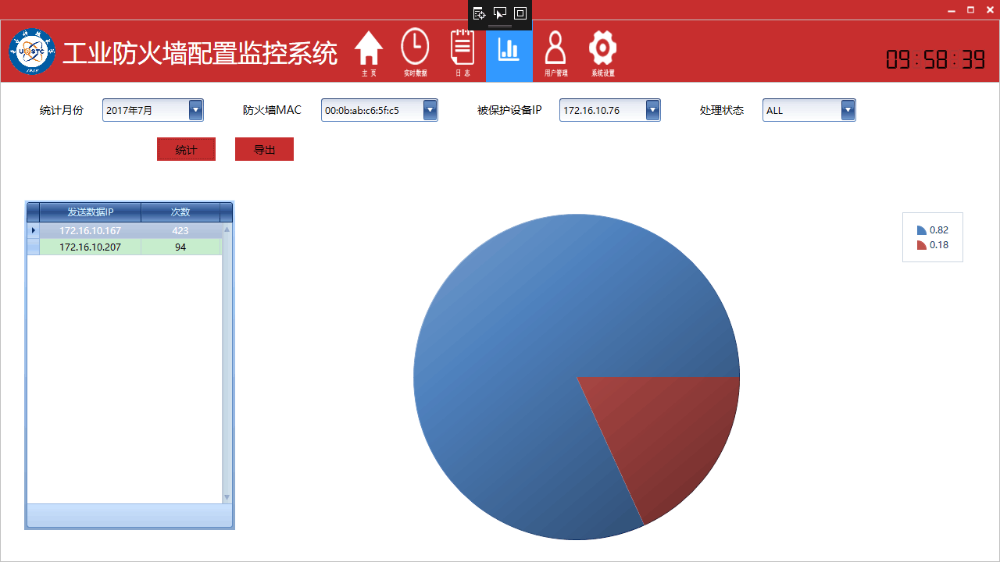 UESTC
1956
工业防火墙配置监控系统
主 页
实时数据
日 志
用户管理
系统设置
09:58:39
统计月份 2017年7月
防火墙MAC 00:0b:ab:c6:5f:c5
被保护设备IP 172.16.10.76
处理状态 ALL
统计 导出
发送数据IP 次数
172.16.10.167 423
172.16.10.207 94
0.82
0.18